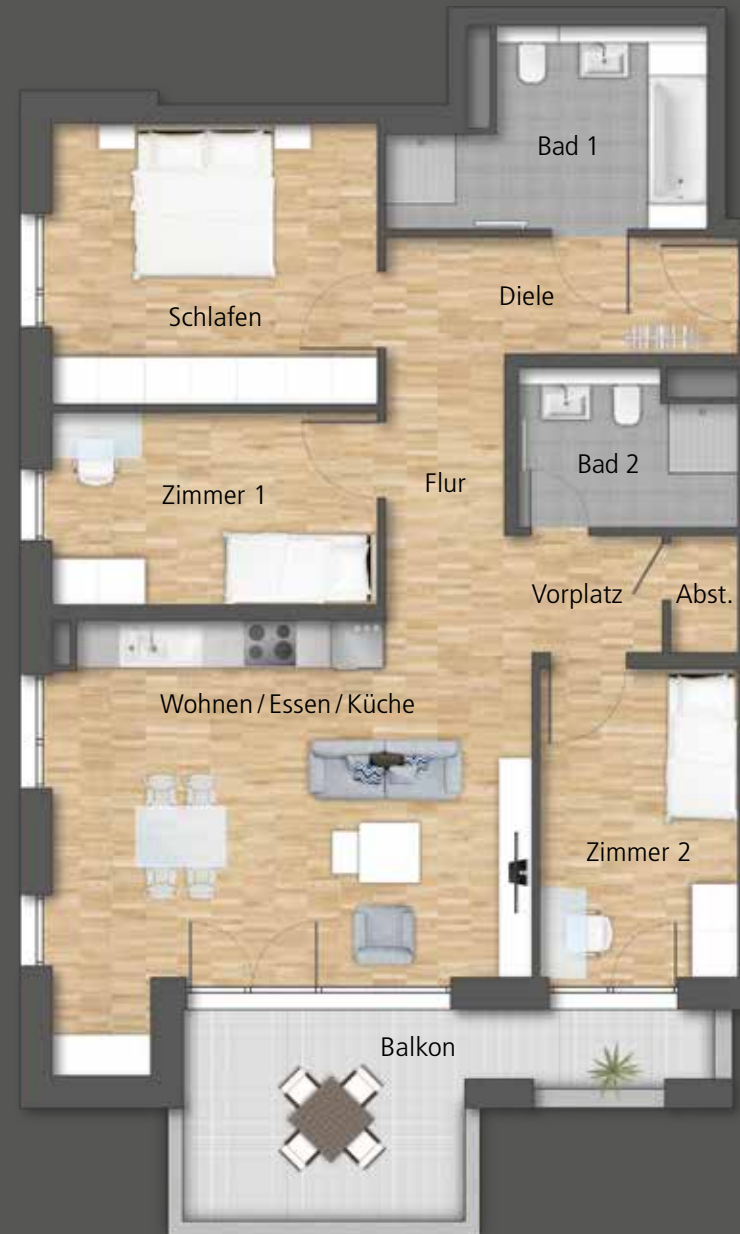 Bad 1
Diele
Schlafen
Bad 2
Flur
Zimmer 1
Vorplatz
Abst.
Wohnen / Essen / Küche
Zimmer 2
Balkon